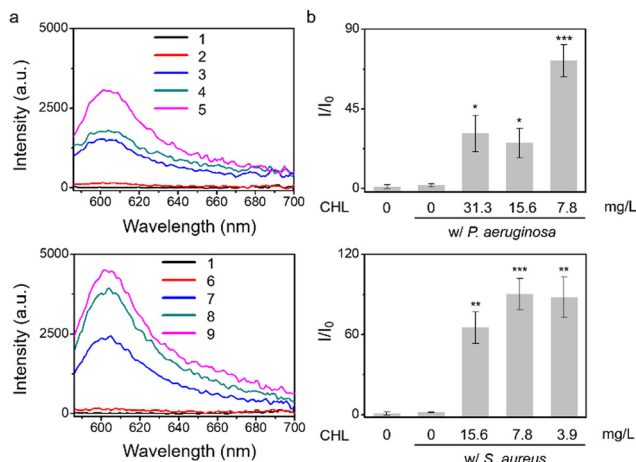 a
5000
2500
0
Intensity (a.u.)
1
2
3
4
5
600 620 640 660 680 700
Wavelength (nm)
b
90
45
0
I/I0
*
*
***
CHL 0 0 31.3 15.6 7.8 mg/L
w/ P. aeruginosa
5000
2500
0
Intensity (a.u.)
1
6
7
8
9
600 620 640 660 680 700
Wavelength (nm)
120
60
0
I/I0
**
***
**
CHL 0 0 15.6 7.8 3.9 mg/L
w/ S. aureus